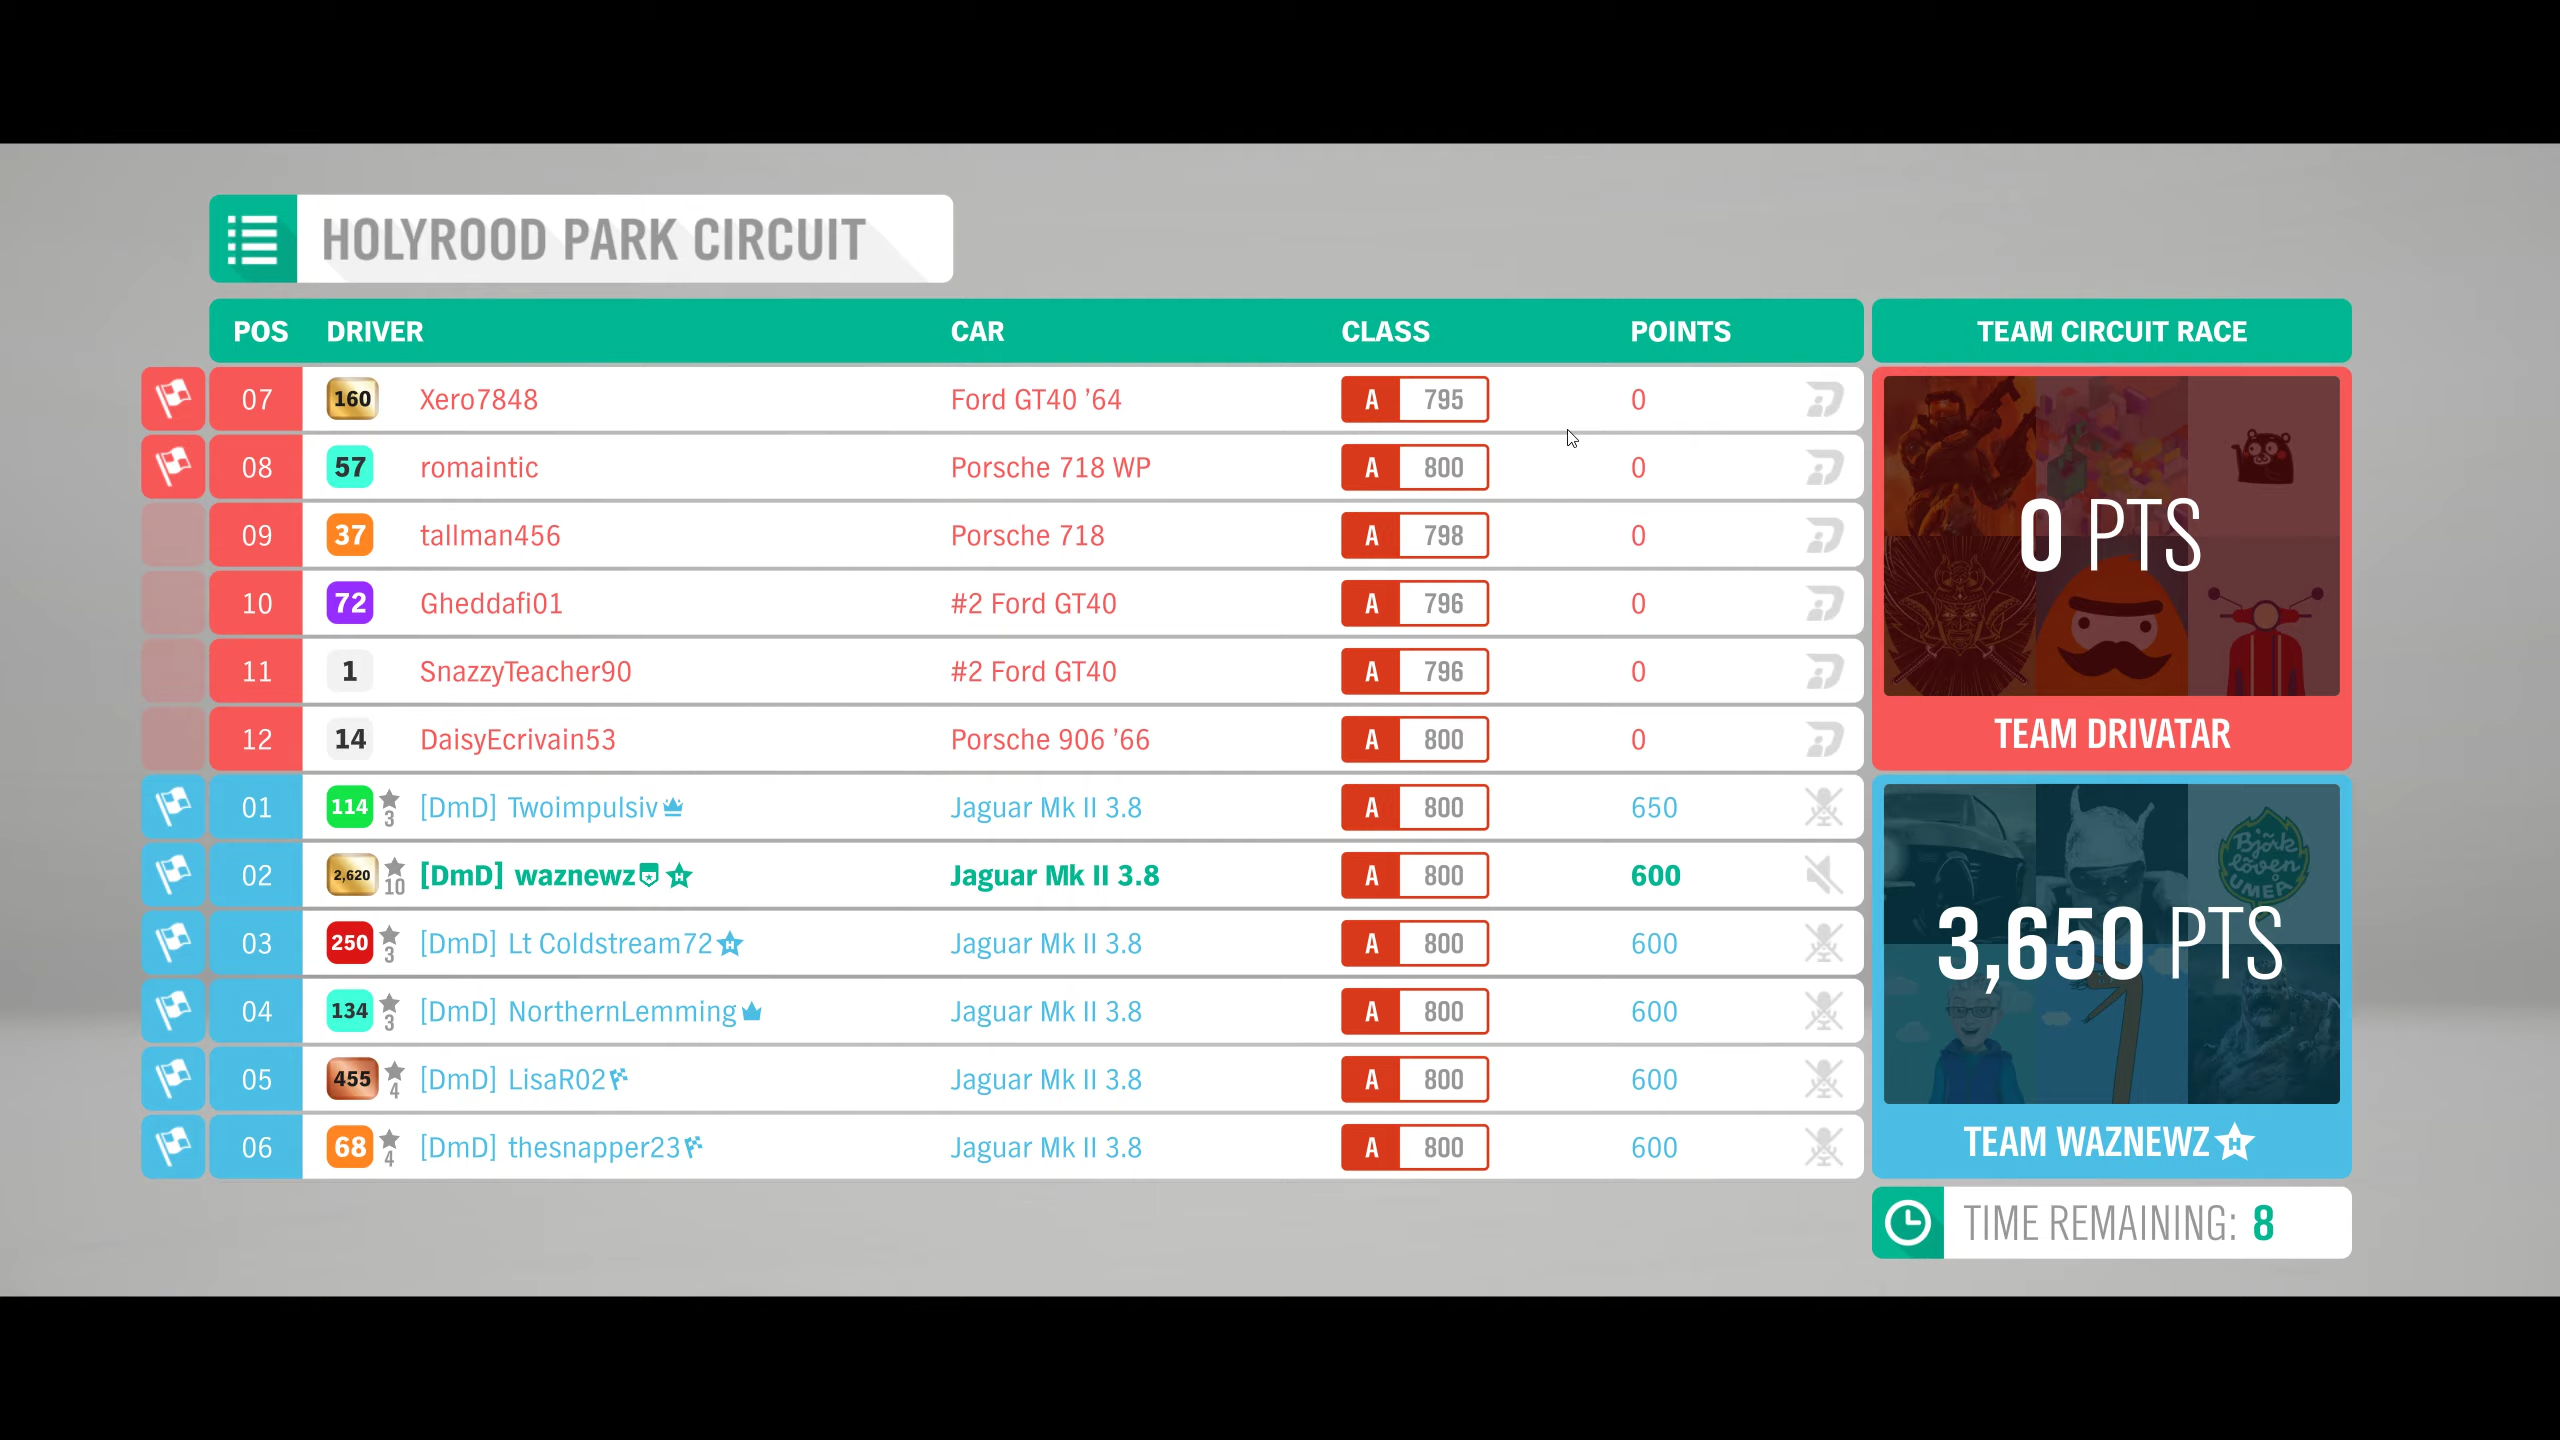 HOLYROOD PARK CIRCUIT
POS DRIVER CAR CLASS POINTS
07 160 Xero7848 Ford GT40 '64 A 795 0
08 57 romaintic Porsche 718 WP A 800 0
09 37 tallman456 Porsche 718 A 798 0
10 72 Gheddafi01 #2 Ford GT40 A 796 0
11 1 SnazzyTeacher90 #2 Ford GT40 A 796 0
12 14 DaisyEcrivain53 Porsche 906 '66 A 800 0
01 114 3 [DmD] Twoimpulsiv Jaguar Mk II 3.8 A 800 650
02 2,620 10 [DmD] waznewz Jaguar Mk II 3.8 A 800 600
03 250 3 [DmD] Lt Coldstream72 Jaguar Mk II 3.8 A 800 600
04 134 3 [DmD] NorthernLemming Jaguar Mk II 3.8 A 800 600
05 455 4 [DmD] LisaR02 Jaguar Mk II 3.8 A 800 600
06 68 4 [DmD] thesnapper23 Jaguar Mk II 3.8 A 800 600
TEAM CIRCUIT RACE
0 PTS
TEAM DRIVATAR
Björk
löven
UMEÅ
3,650 PTS
TEAM WAZNEWZ H
TIME REMAINING: 8